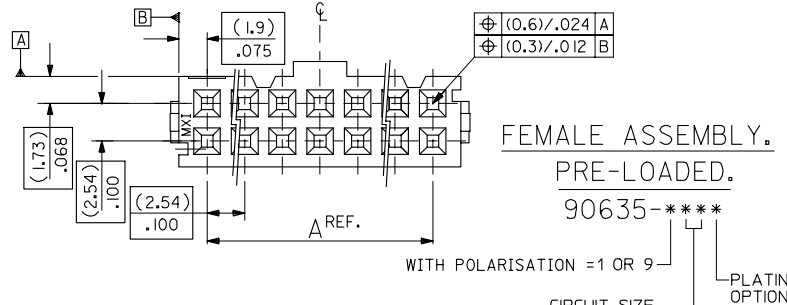 B
A
(1.9)
.075
℄
⌖ (0.6)/.024 A
⌖ (0.3)/.012 B
MXI
(1.73)
.068
(2.54)
.100
(2.54)
.100
A REF.
FEMALE ASSEMBLY.
PRE-LOADED.
90635-****
WITH POLARISATION =1 OR 9
PLATIN
OPTION
CIRCUIT SIZE